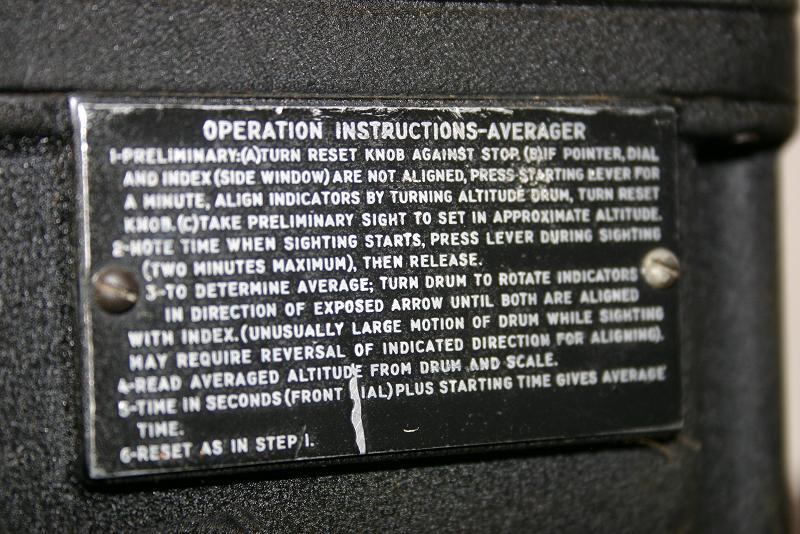 OPERATION INSTRUCTIONS-AVERAGER
1-PRELIMINARY:(A)TURN RESET KNOB AGAINST STOP.(B)IF POINTER, DIAL
AND INDEX (SIDE WINDOW) ARE NOT ALIGNED, PRESS STARTING LEVER FOR
A MINUTE, ALIGN INDICATORS BY TURNING ALTITUDE DRUM, TURN RESET
KNOB. (C)TAKE PRELIMINARY SIGHT TO SET IN APPROXIMATE ALTITUDE.
2-NOTE TIME WHEN SIGHTING STARTS, PRESS LEVER DURING SIGHTING
(TWO MINUTES MAXIMUM), THEN RELEASE.
3-TO DETERMINE AVERAGE; TURN DRUM TO ROTATE INDICATORS
IN DIRECTION OF EXPOSED ARROW UNTIL BOTH ARE ALIGNED
WITH INDEX. (UNUSUALLY LARGE MOTION OF DRUM WHILE SIGHTING
MAY REQUIRE REVERSAL OF INDICATED DIRECTION FOR ALIGNING).
4-READ AVERAGED ALTITUDE FROM DRUM AND SCALE.
5-TIME IN SECONDS (FRONT DIAL) PLUS STARTING TIME GIVES AVERAGE
TIME.
6-RESET AS IN STEP 1.